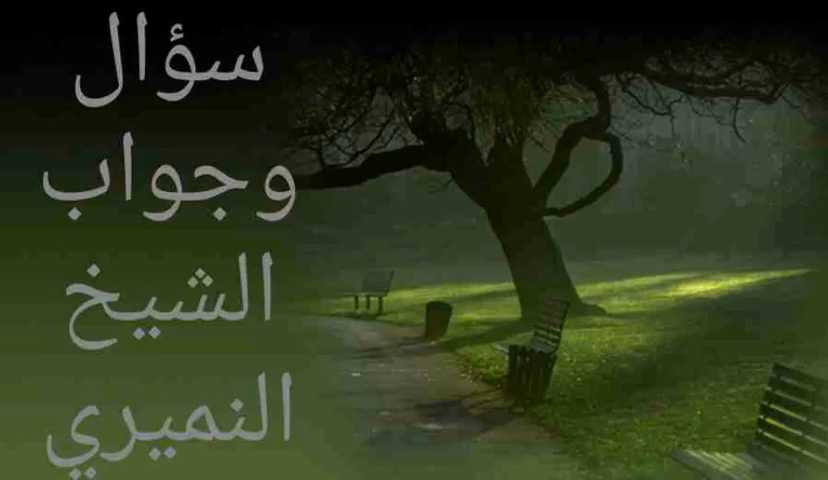 سؤال
وجواب
الشيخ
النميري